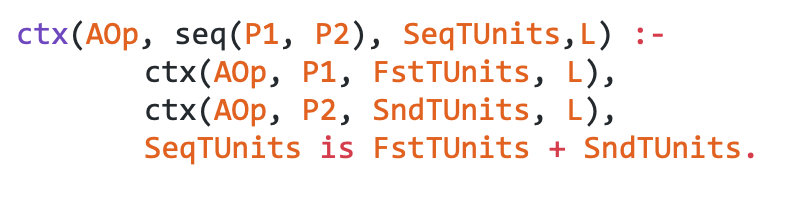 ctx(AOp, seq(P1, P2), SeqTUnits,L) :-
ctx(AOp, P1, FstTUnits, L),
ctx(AOp, P2, SndTUnits, L),
SeqTUnits is FstTUnits + SndTUnits.